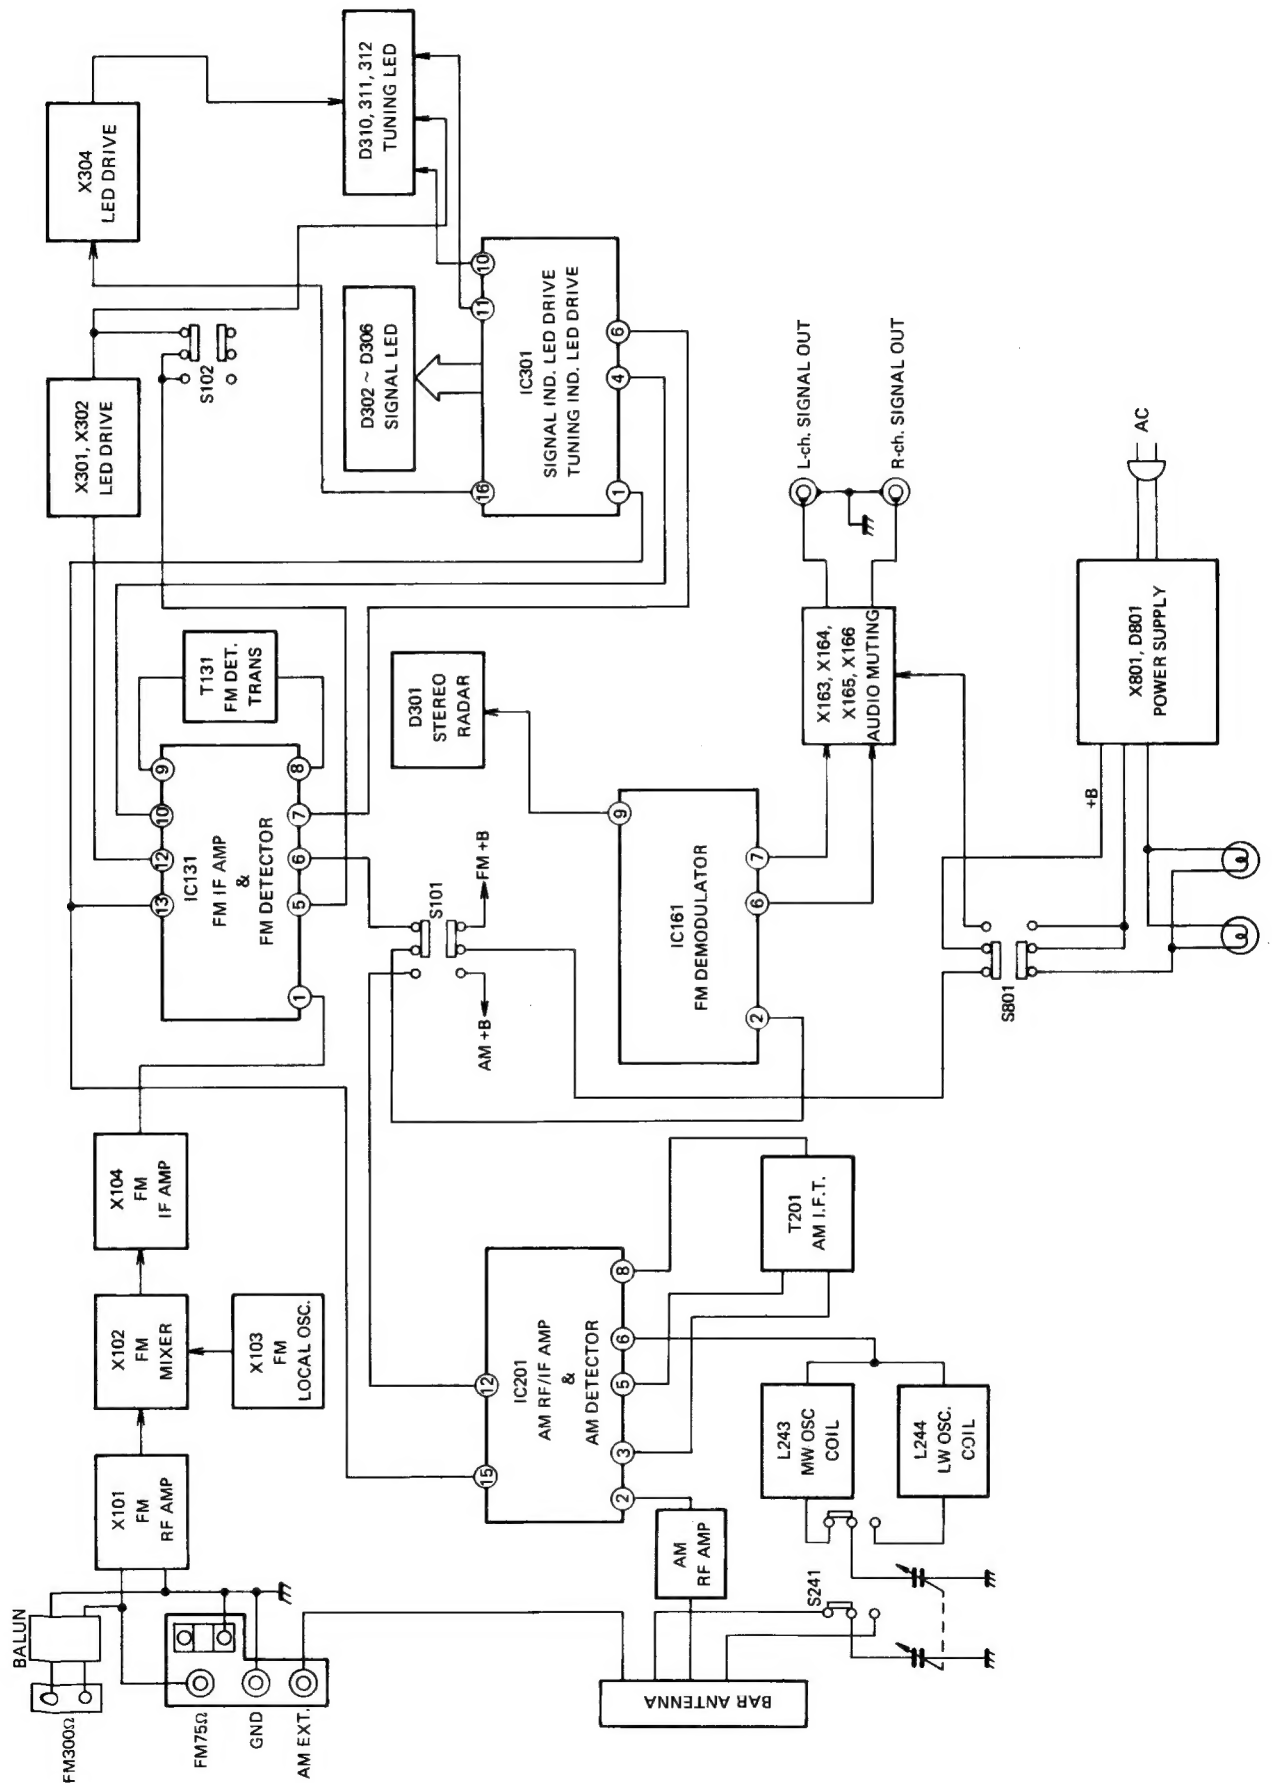 BALUN
FM300Ω
FM75Ω
GND
AM EXT.
X101
FM
RF AMP
X102
FM
MIXER
X103
FM
LOCAL OSC.
X104
FM
IF AMP
IC131
FM IF AMP
&
FM DETECTOR
13
12
10
9
1
5
6
7
8
T131
FM DET.
TRANS
X301, X302
LED DRIVE
X304
LED DRIVE
S102
D310, 311, 312
TUNING LED
D302 ~ D306
SIGNAL LED
IC301
SIGNAL IND. LED DRIVE
TUNING IND. LED DRIVE
16
11
10
1
4
6
D301
STEREO
RADAR
S101
AM +B
FM +B
IC201
AM RF/IF AMP
&
AM DETECTOR
15
12
2
3
5
6
8
IC161
FM DEMODULATOR
9
2
6
7
X163, X164,
X165, X166
AUDIO MUTING
L-ch. SIGNAL OUT
R-ch. SIGNAL OUT
BAR ANTENNA
AM
RF AMP
T201
AM I.F.T.
L243
MW OSC
COIL
L244
LW OSC.
COIL
S241
S801
+B
X801, D801
POWER SUPPLY
AC